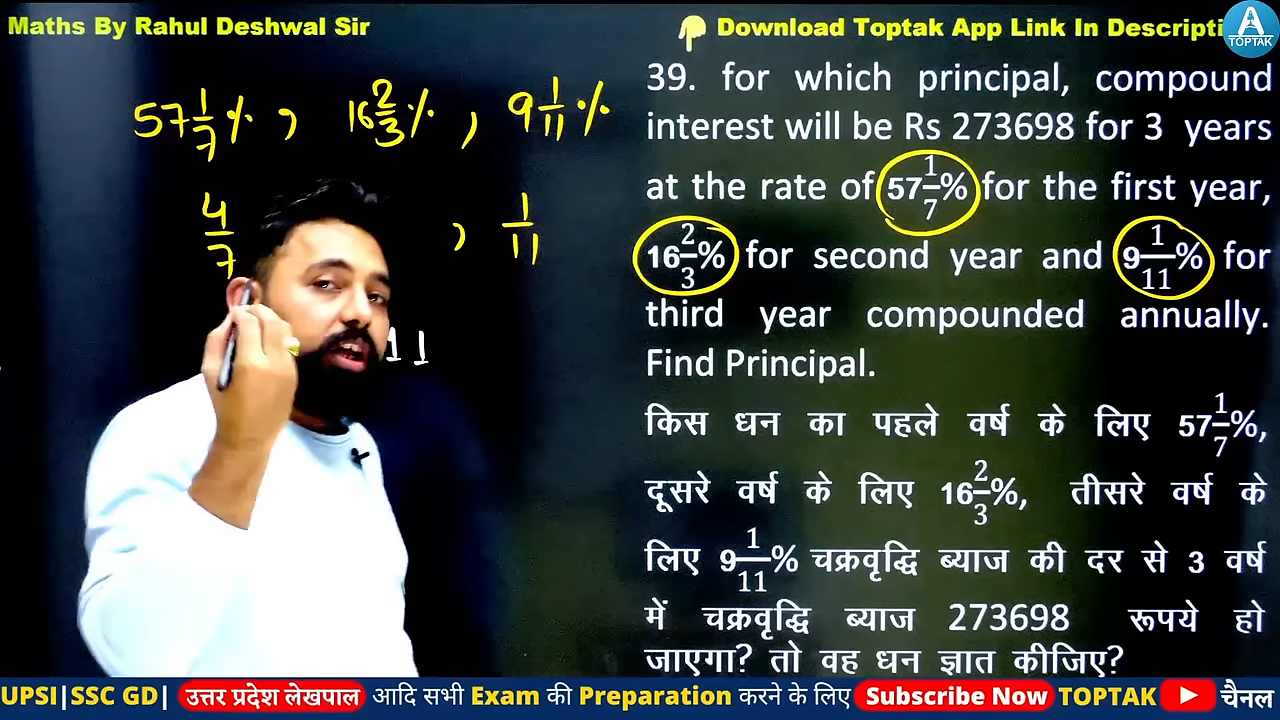 Maths By Rahul Deshwal Sir
Download Toptak App Link In Descripti
A
TOPTAK
57 1/7 % , 16 2/3 % , 9 1/11 %
4/7 , 1/11
11
39. for which principal, compound
interest will be Rs 273698 for 3 years
at the rate of 57 1/7 % for the first year,
16 2/3 % for second year and 9 1/11 % for
third year compounded annually.
Find Principal.
किस धन का पहले वर्ष के लिए 57 1/7 %,
दूसरे वर्ष के लिए 16 2/3 %, तीसरे वर्ष के
लिए 9 1/11 % चक्रवृद्धि ब्याज की दर से 3 वर्ष
में चक्रवृद्धि ब्याज 273698 रूपये हो
जाएगा? तो वह धन ज्ञात कीजिए?
UPSI|SSC GD| उत्तर प्रदेश लेखपाल आदि सभी Exam की Preparation करने के लिए Subscribe Now TOPTAK चैनल